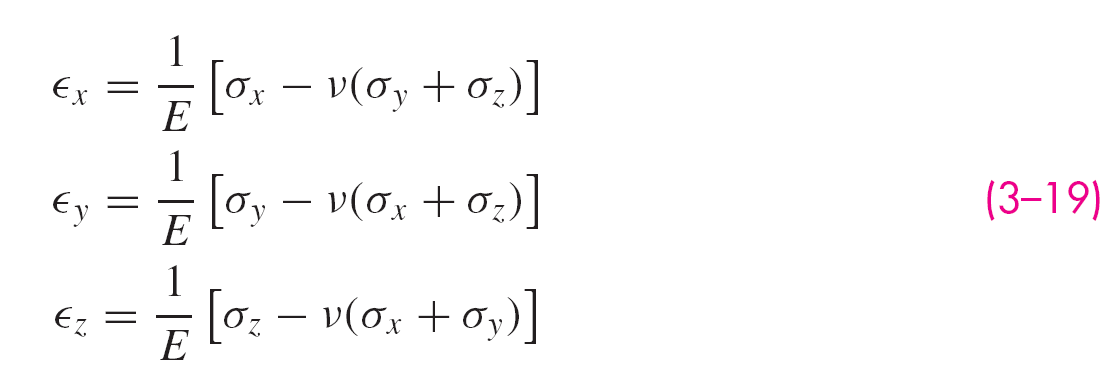 ϵx = 1/E [σx − ν(σy + σz)]
ϵy = 1/E [σy − ν(σx + σz)] (3–19)
ϵz = 1/E [σz − ν(σx + σy)]